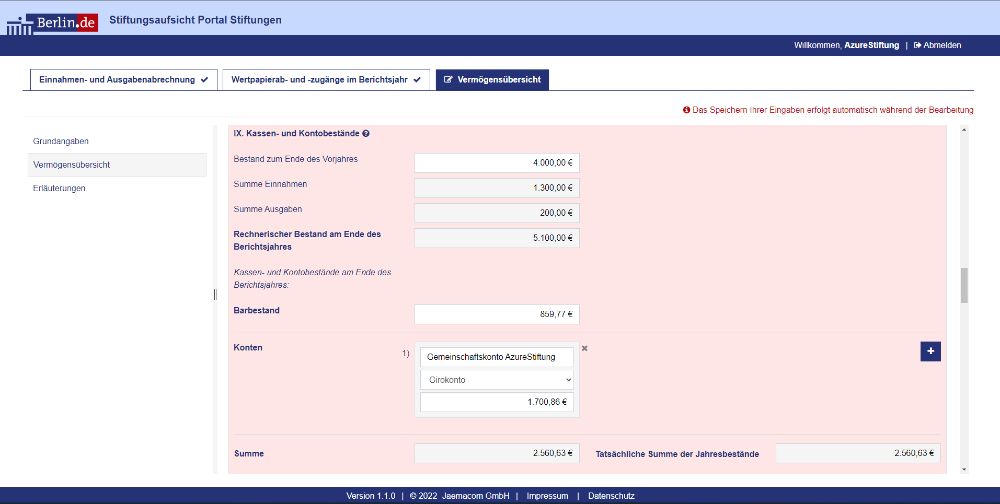 Berlin.de
Stiftungsaufsicht Portal Stiftungen
Willkommen, AzureStiftung | Abmelden
Einnahmen- und Ausgabenabrechnung
Wertpapierab- und -zugänge im Berichtsjahr
Vermögensübersicht
Das Speichern Ihrer Eingaben erfolgt automatisch während der Bearbeitung
Grundangaben
Vermögensübersicht
Erläuterungen
IX. Kassen- und Kontobestände
Bestand zum Ende des Vorjahres 4.000,00 €
Summe Einnahmen 1.300,00 €
Summe Ausgaben 200,00 €
Rechnerischer Bestand am Ende des 5.100,00 €
Berichtsjahres
Kassen- und Kontobestände am Ende des
Berichtsjahres:
Barbestand 859,77 €
Konten 1) Gemeinschaftskonto AzureStiftung
Girokonto
1.700,86 €
Summe 2.560,63 € Tatsächliche Summe der Jahresbestände 2.560,63 €
Version 1.1.0 | © 2022 Jaemacom GmbH | Impressum | Datenschutz